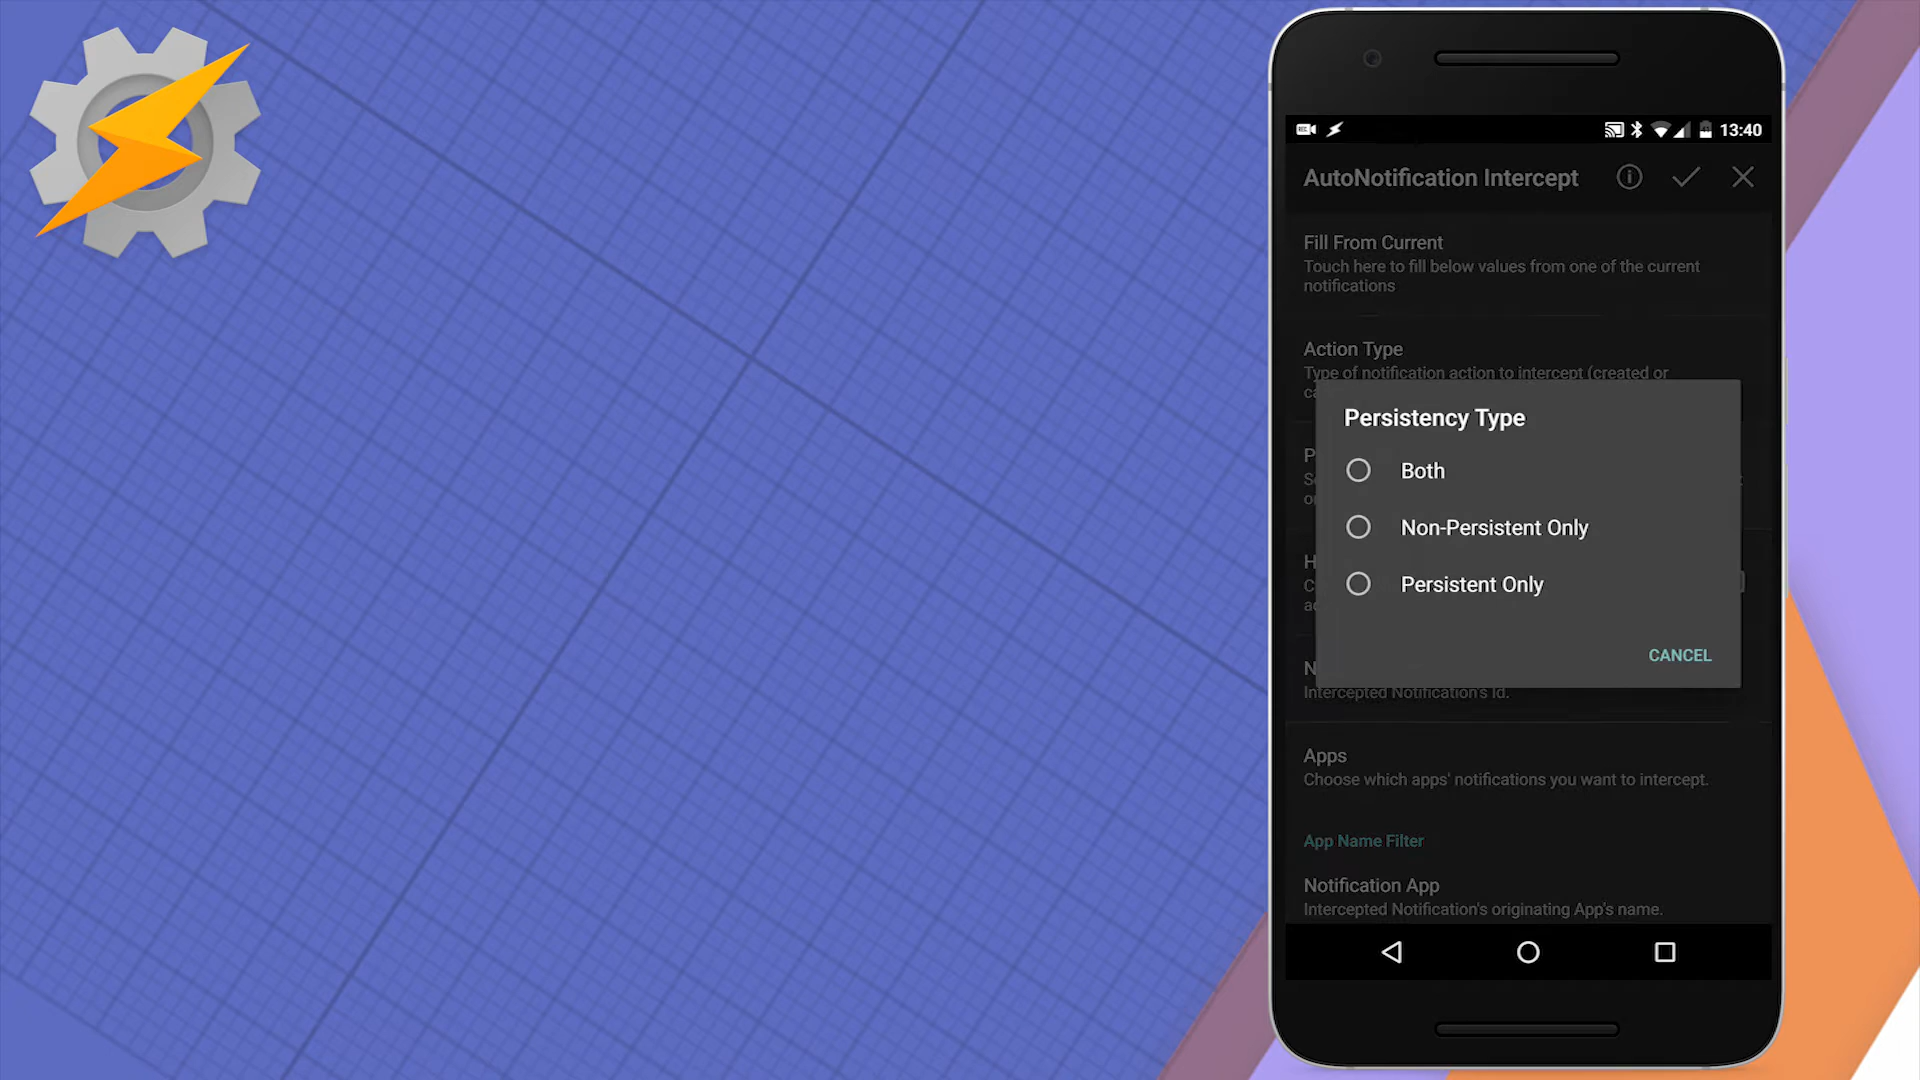 13:40
AutoNotification Intercept
Fill From Current
Touch here to fill below values from one of the current
notifications
Action Type
Type of notification action to intercept (created or
Persistency Type
Both
Non-Persistent Only
Persistent Only
CANCEL
Intercepted Notification's Id.
Apps
Choose which apps' notifications you want to intercept.
App Name Filter
Notification App
Intercepted Notification's originating App's name.